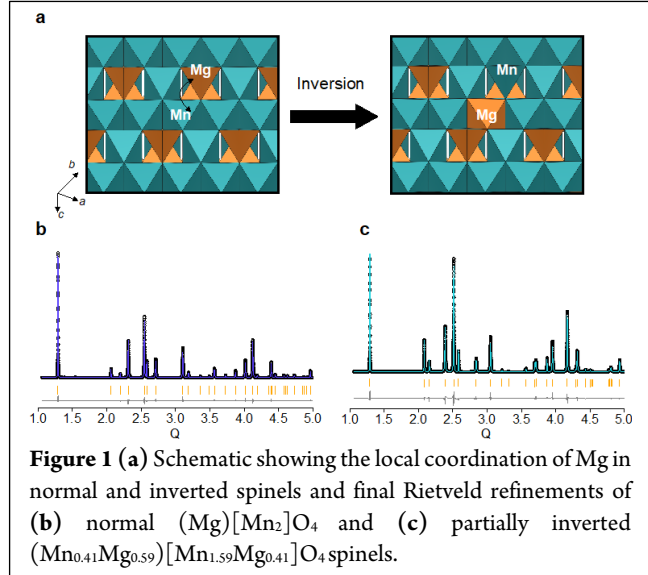 a
Mg
Mn
Inversion
Mn
Mg
b
a
c
b
c
1.0 1.5 2.0 2.5 3.0 3.5 4.0 4.5 5.0
Q
1.0 1.5 2.0 2.5 3.0 3.5 4.0 4.5 5.0
Q
Figure 1 (a) Schematic showing the local coordination of Mg in
normal and inverted spinels and final Rietveld refinements of
(b) normal (Mg)[Mn₂]O₄ and (c) partially inverted
(Mn₀.₄₁Mg₀.₅₉)[Mn₁.₅₉Mg₀.₄₁]O₄ spinels.